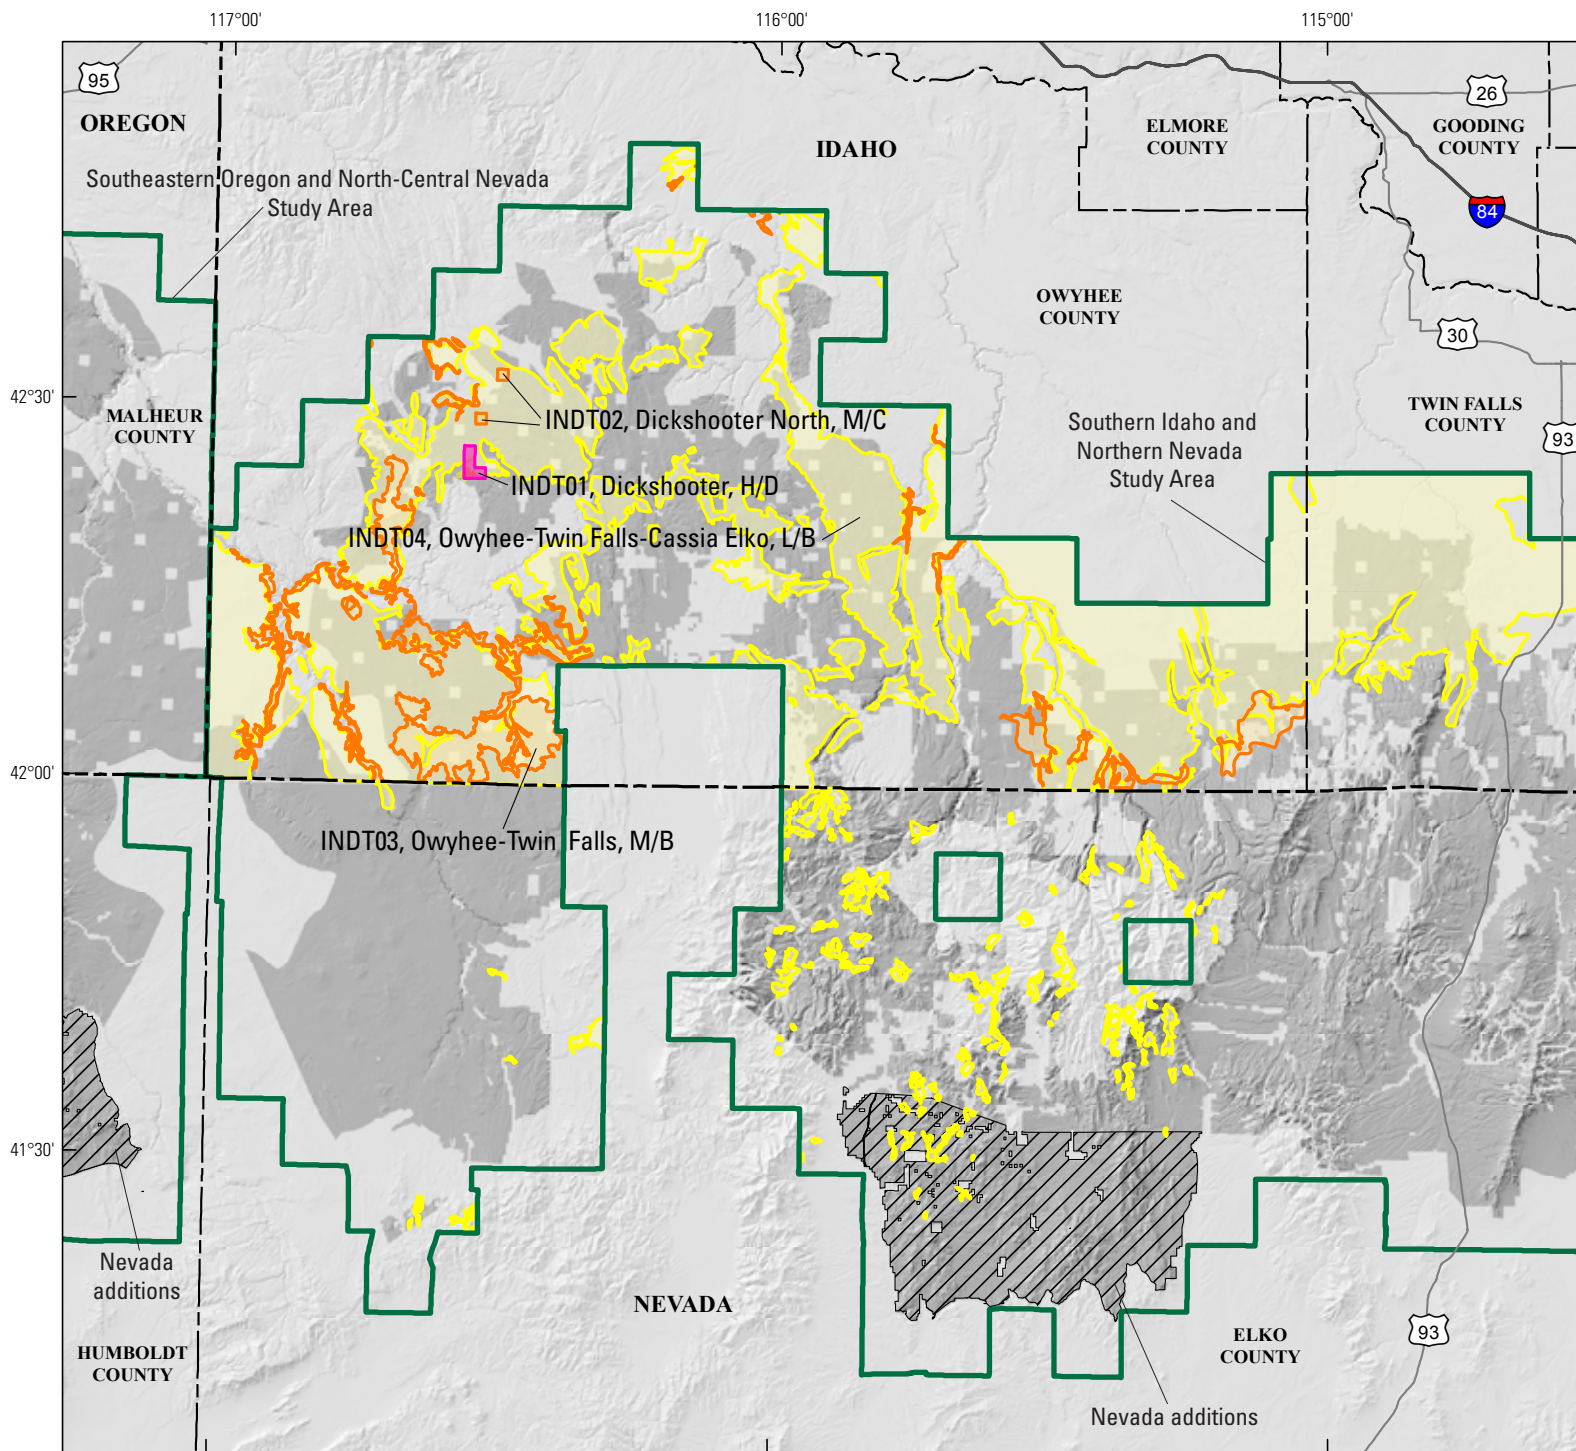 117°00'
116°00'
115°00'
95
OREGON
IDAHO
ELMORE
COUNTY
26
GOODING
COUNTY
84
Southeastern Oregon and North-Central Nevada
Study Area
OWYHEE
COUNTY
30
42°30'
MALHEUR
COUNTY
INDT02, Dickshooter North, M/C
Southern Idaho and
Northern Nevada
Study Area
TWIN FALLS
COUNTY
93
INDT01, Dickshooter, H/D
INDT04, Owyhee-Twin Falls-Cassia Elko, L/B
42°00'
INDT03, Owyhee-Twin Falls, M/B
41°30'
Nevada
additions
NEVADA
HUMBOLDT
COUNTY
ELKO
COUNTY
93
Nevada additions